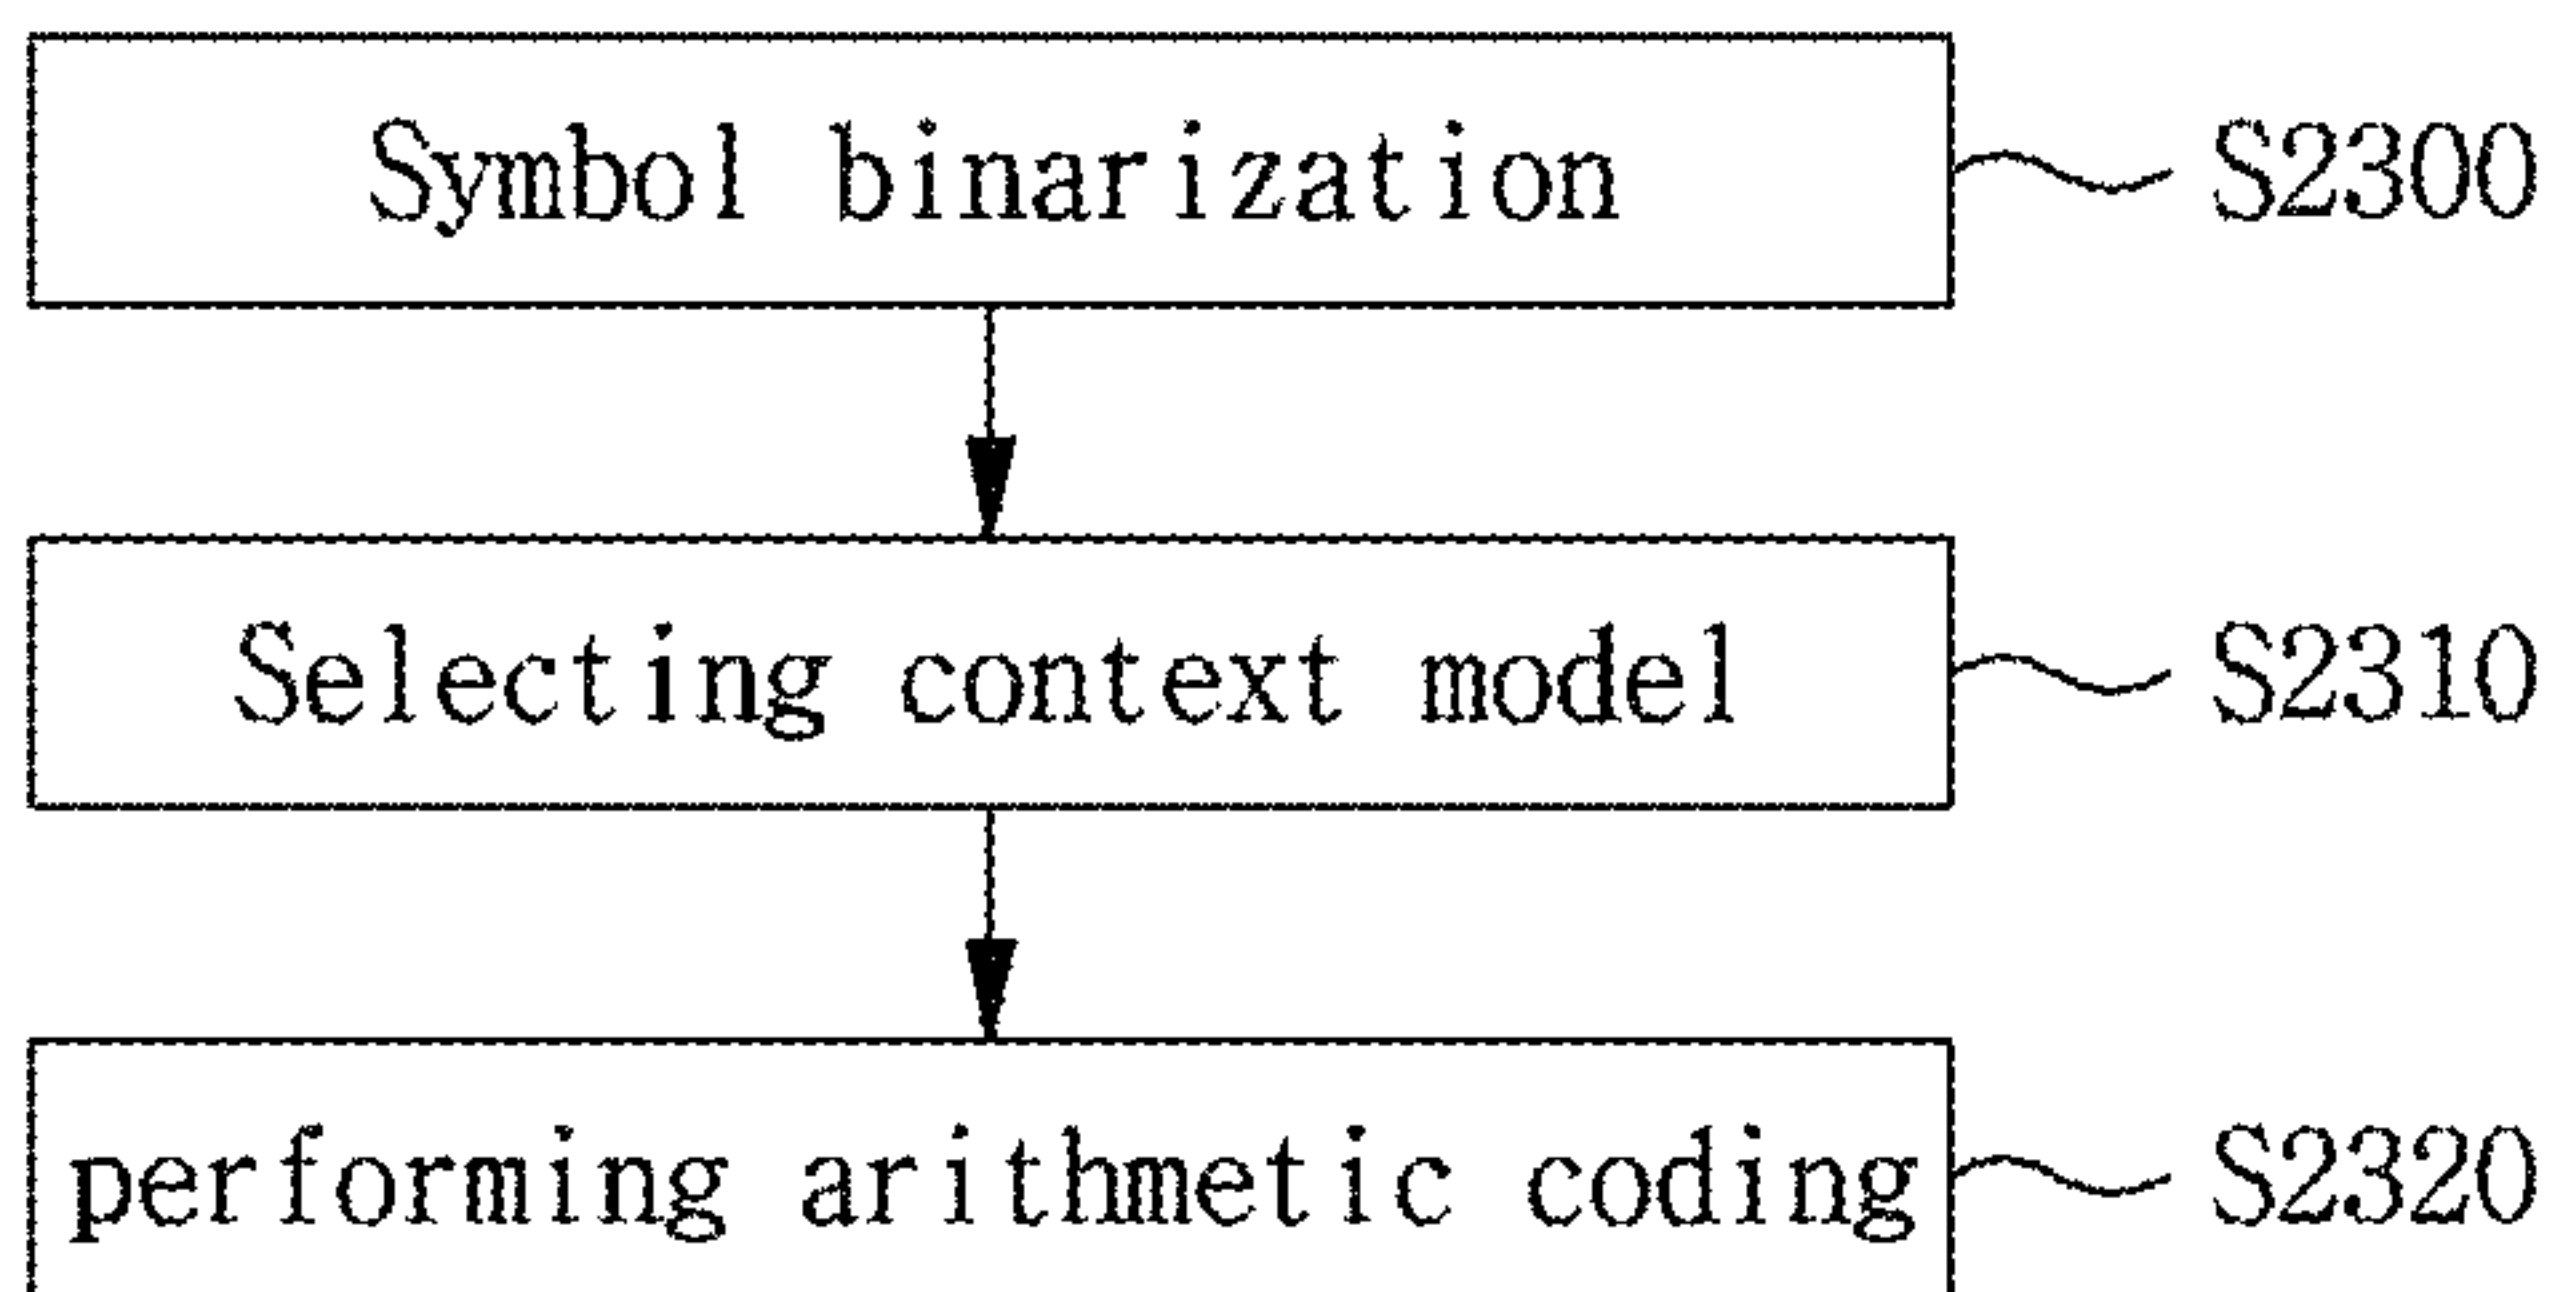 Symbol binarization S2300
Selecting context model S2310
performing arithmetic coding S2320